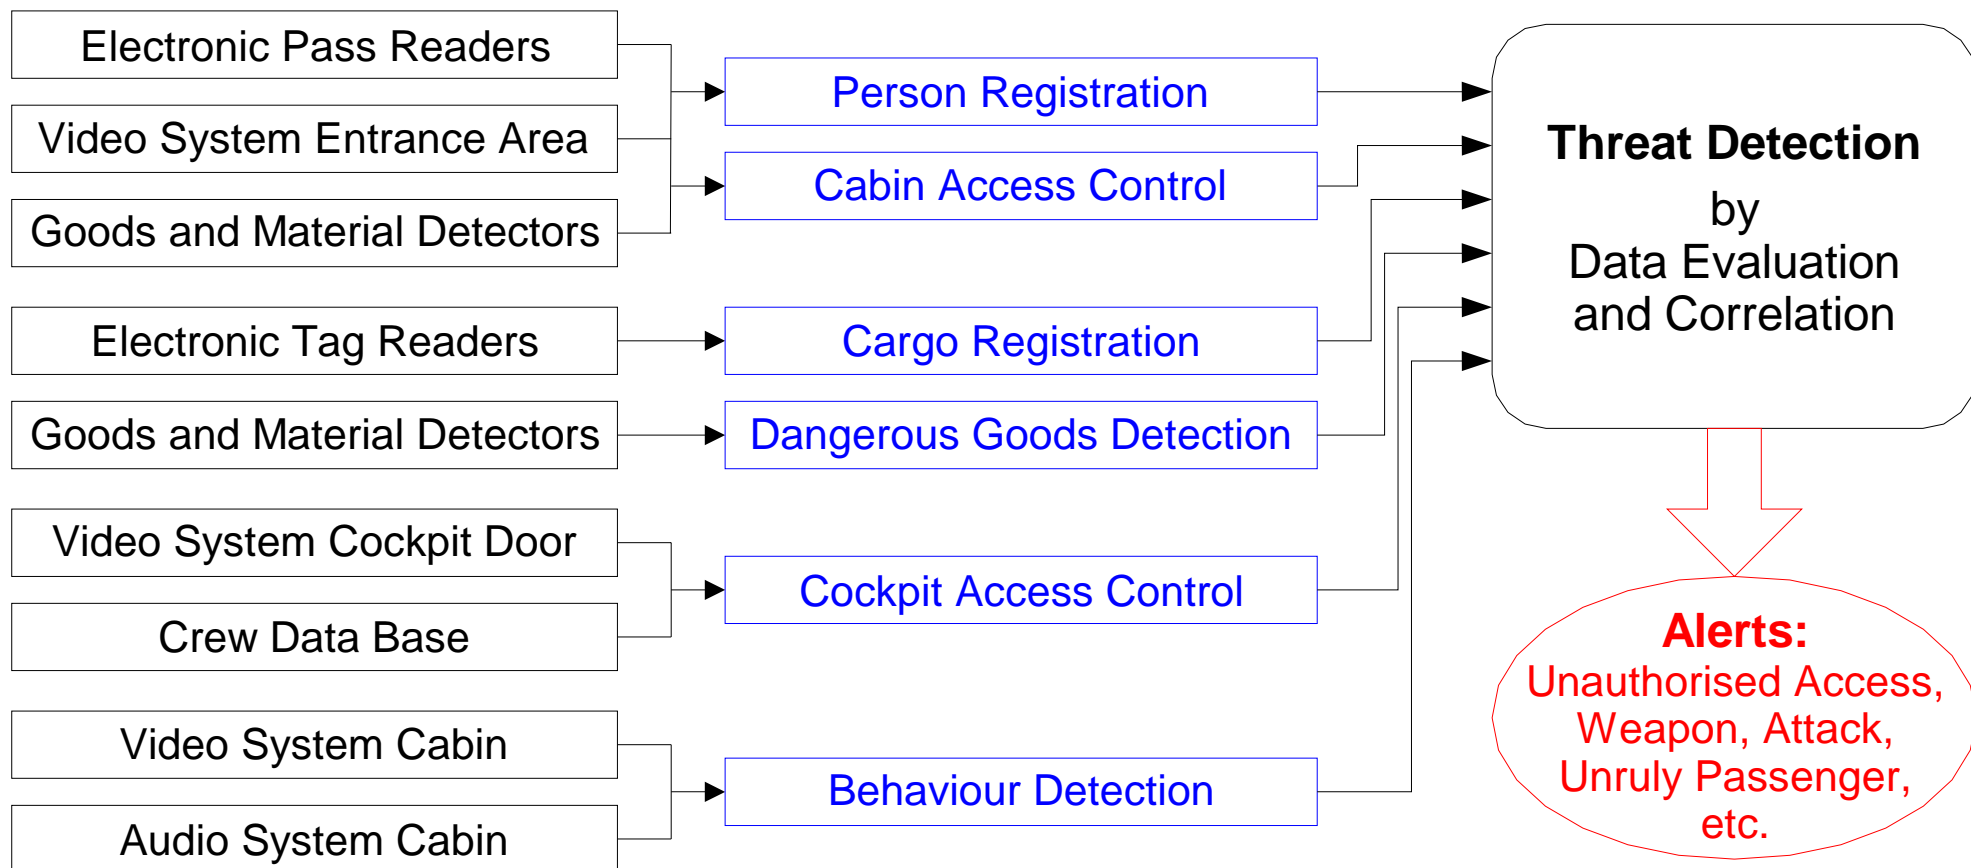 Electronic Pass Readers
Video System Entrance Area
Goods and Material Detectors
Electronic Tag Readers
Goods and Material Detectors
Video System Cockpit Door
Crew Data Base
Video System Cabin
Audio System Cabin
Person Registration
Cabin Access Control
Cargo Registration
Dangerous Goods Detection
Cockpit Access Control
Behaviour Detection
Threat Detection
by
Data Evaluation
and Correlation
Alerts:
Unauthorised Access,
Weapon, Attack,
Unruly Passenger,
etc.